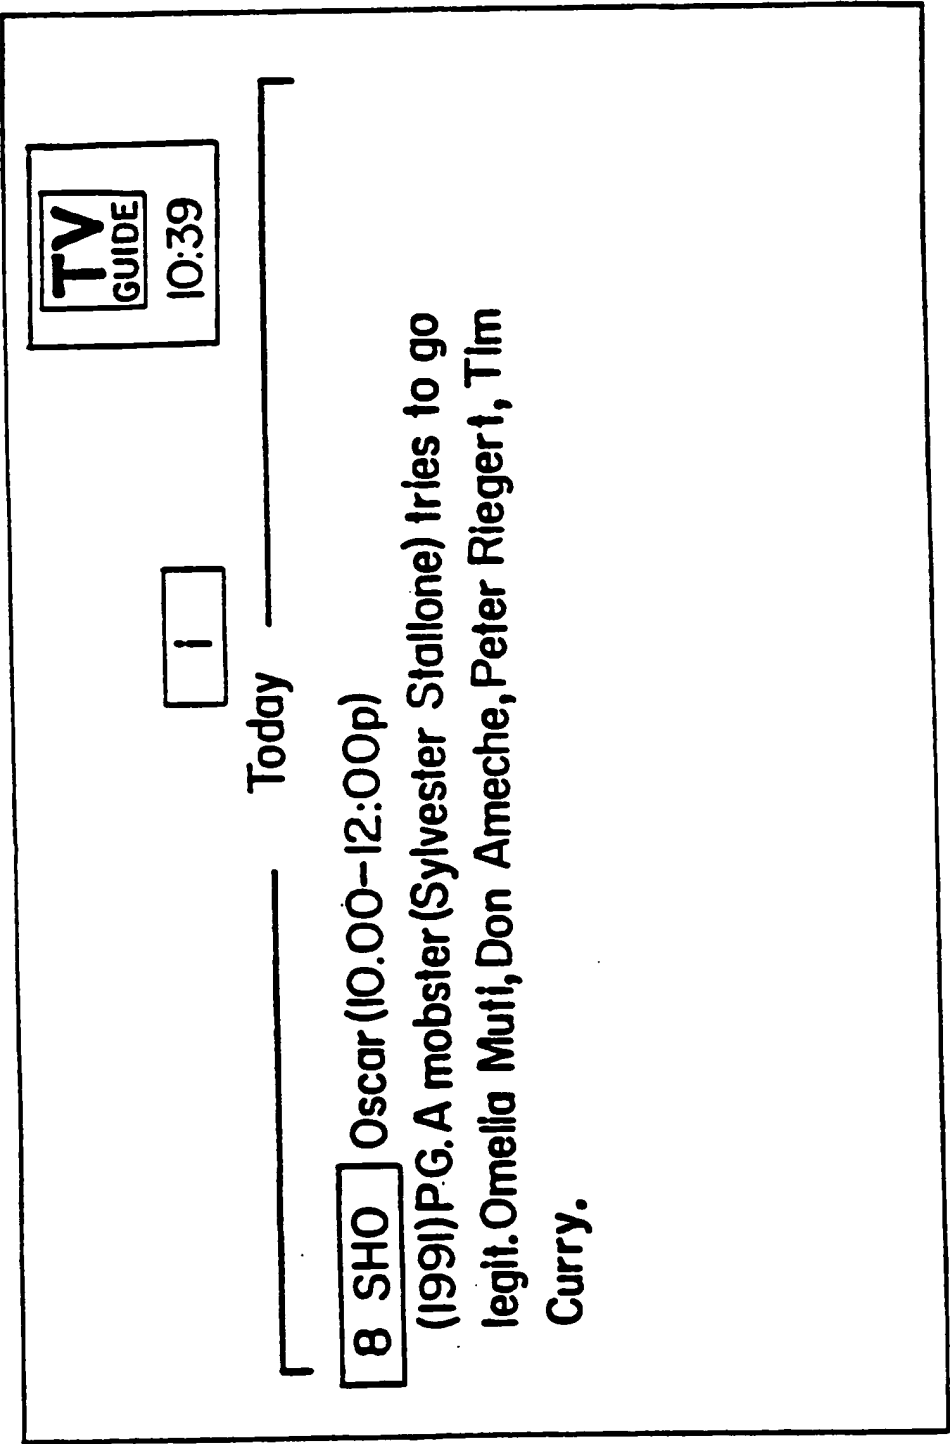 TV
GUIDE
10:39
i
Today
8 SHO Oscar (10.00-12:00p)
(1991) PG. A mobster (Sylvester Stallone) tries to go
legit. Omella Muti, Don Ameche, Peter Riegert, Tim
Curry.